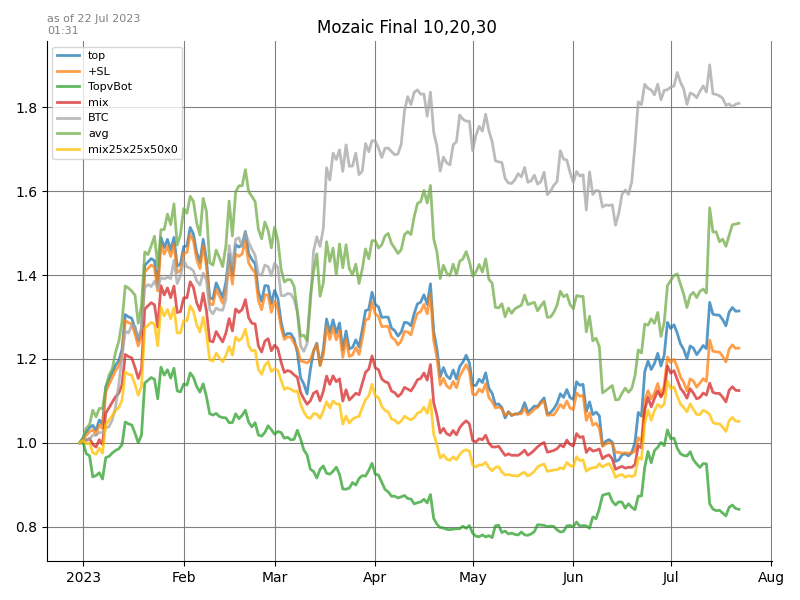 as of 22 Jul 2023
01:31
Mozaic Final 10,20,30
top
+SL
TopvBot
mix
BTC
avg
mix25x25x50x0
1.8
1.6
1.4
1.2
1.0
0.8
2023 Feb Mar Apr May Jun Jul Aug